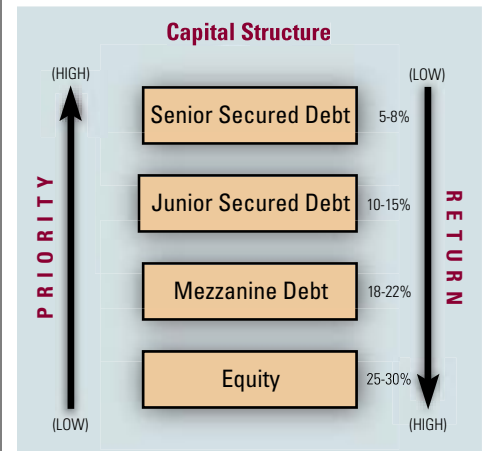 Capital Structure
(HIGH)
(LOW)
Senior Secured Debt
5-8%
Junior Secured Debt
10-15%
PRIORITY
RETURN
Mezzanine Debt
18-22%
Equity
25-30%
(LOW)
(HIGH)